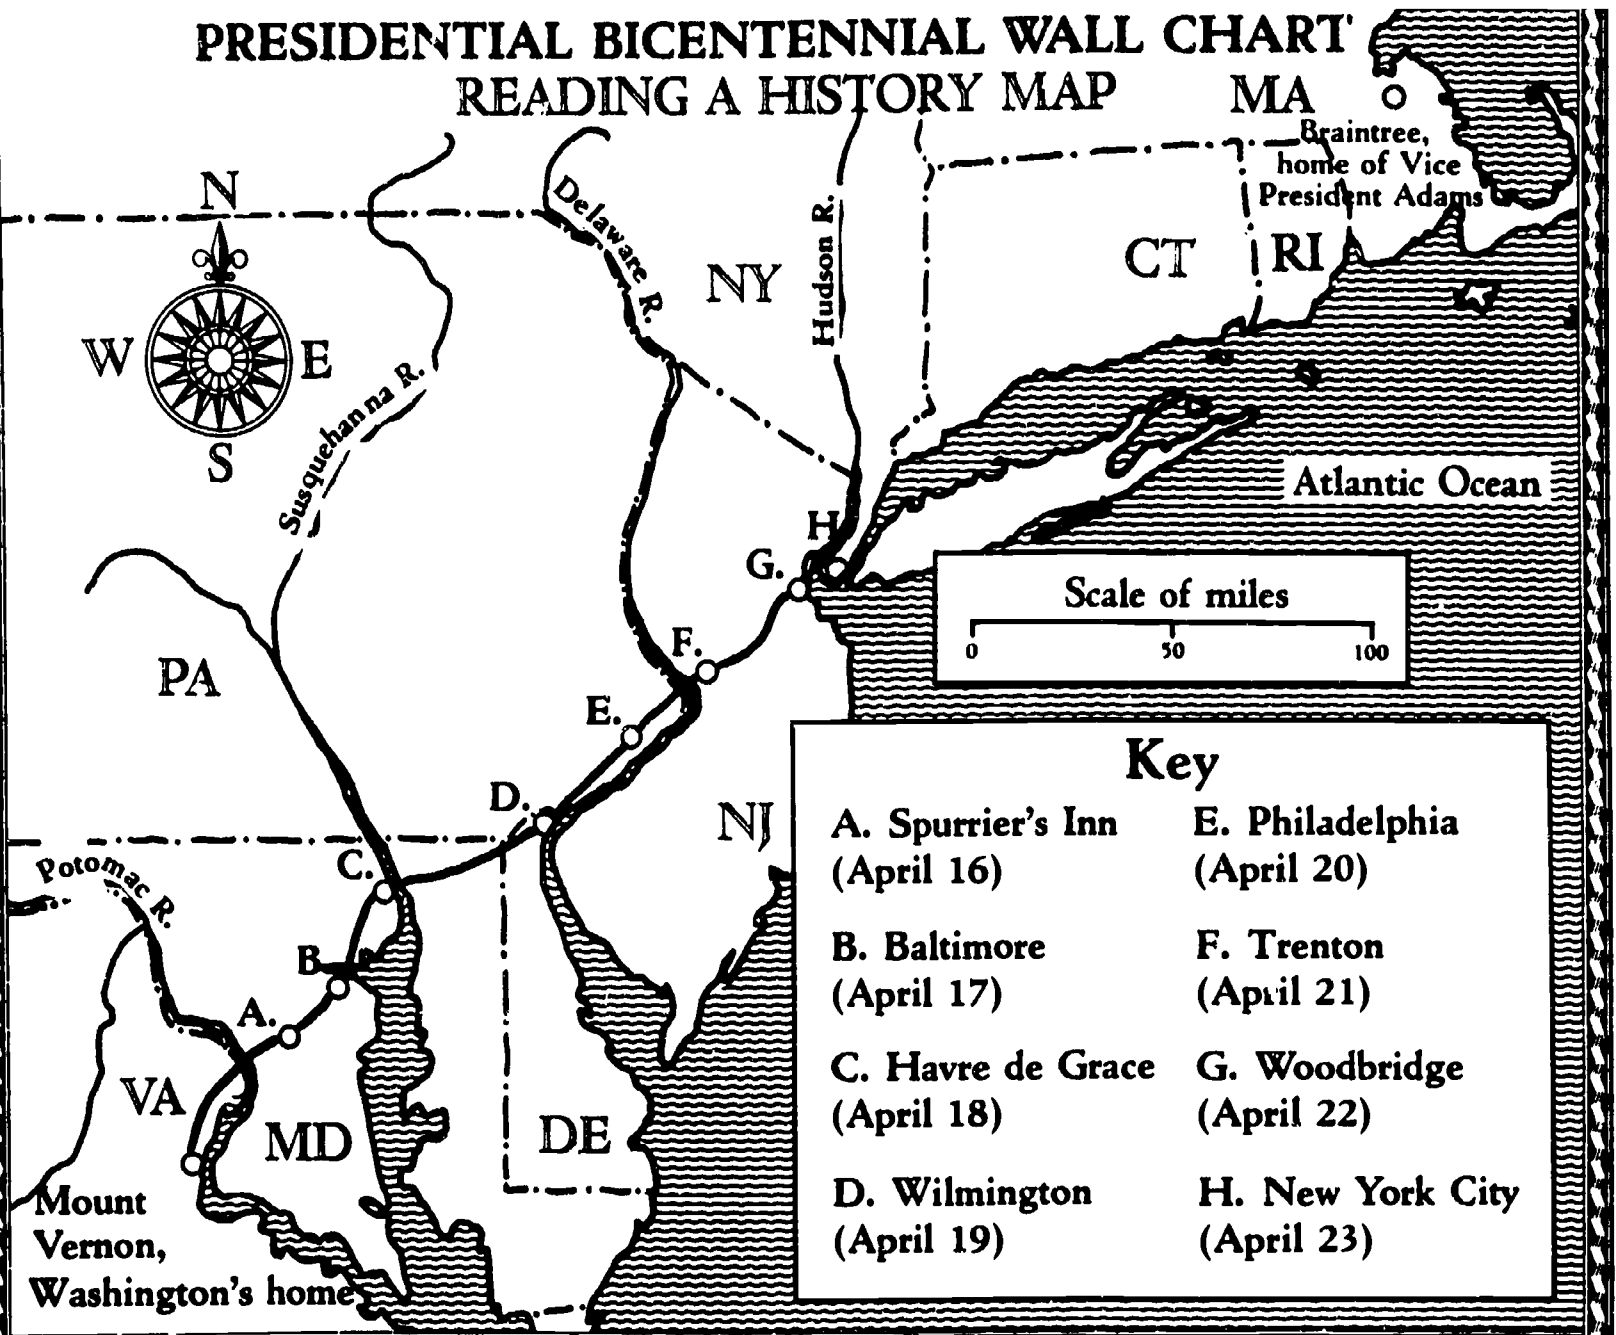 PRESIDENTIAL BICENTENNIAL WALL CHART
READING A HISTORY MAP
MA
Braintree,
home of Vice
President Adams
N
W
E
S
Delaware R.
NY
Hudson R.
CT
RI
Susquehanna R.
Atlantic Ocean
H
G.
Scale of miles
0 50 100
F.
PA
E.
D.
NJ
C.
Potomac R.
B
A.
VA
MD
DE
Mount
Vernon,
Washington's home
Key
A. Spurrier's Inn
(April 16)
B. Baltimore
(April 17)
C. Havre de Grace
(April 18)
D. Wilmington
(April 19)
E. Philadelphia
(April 20)
F. Trenton
(April 21)
G. Woodbridge
(April 22)
H. New York City
(April 23)